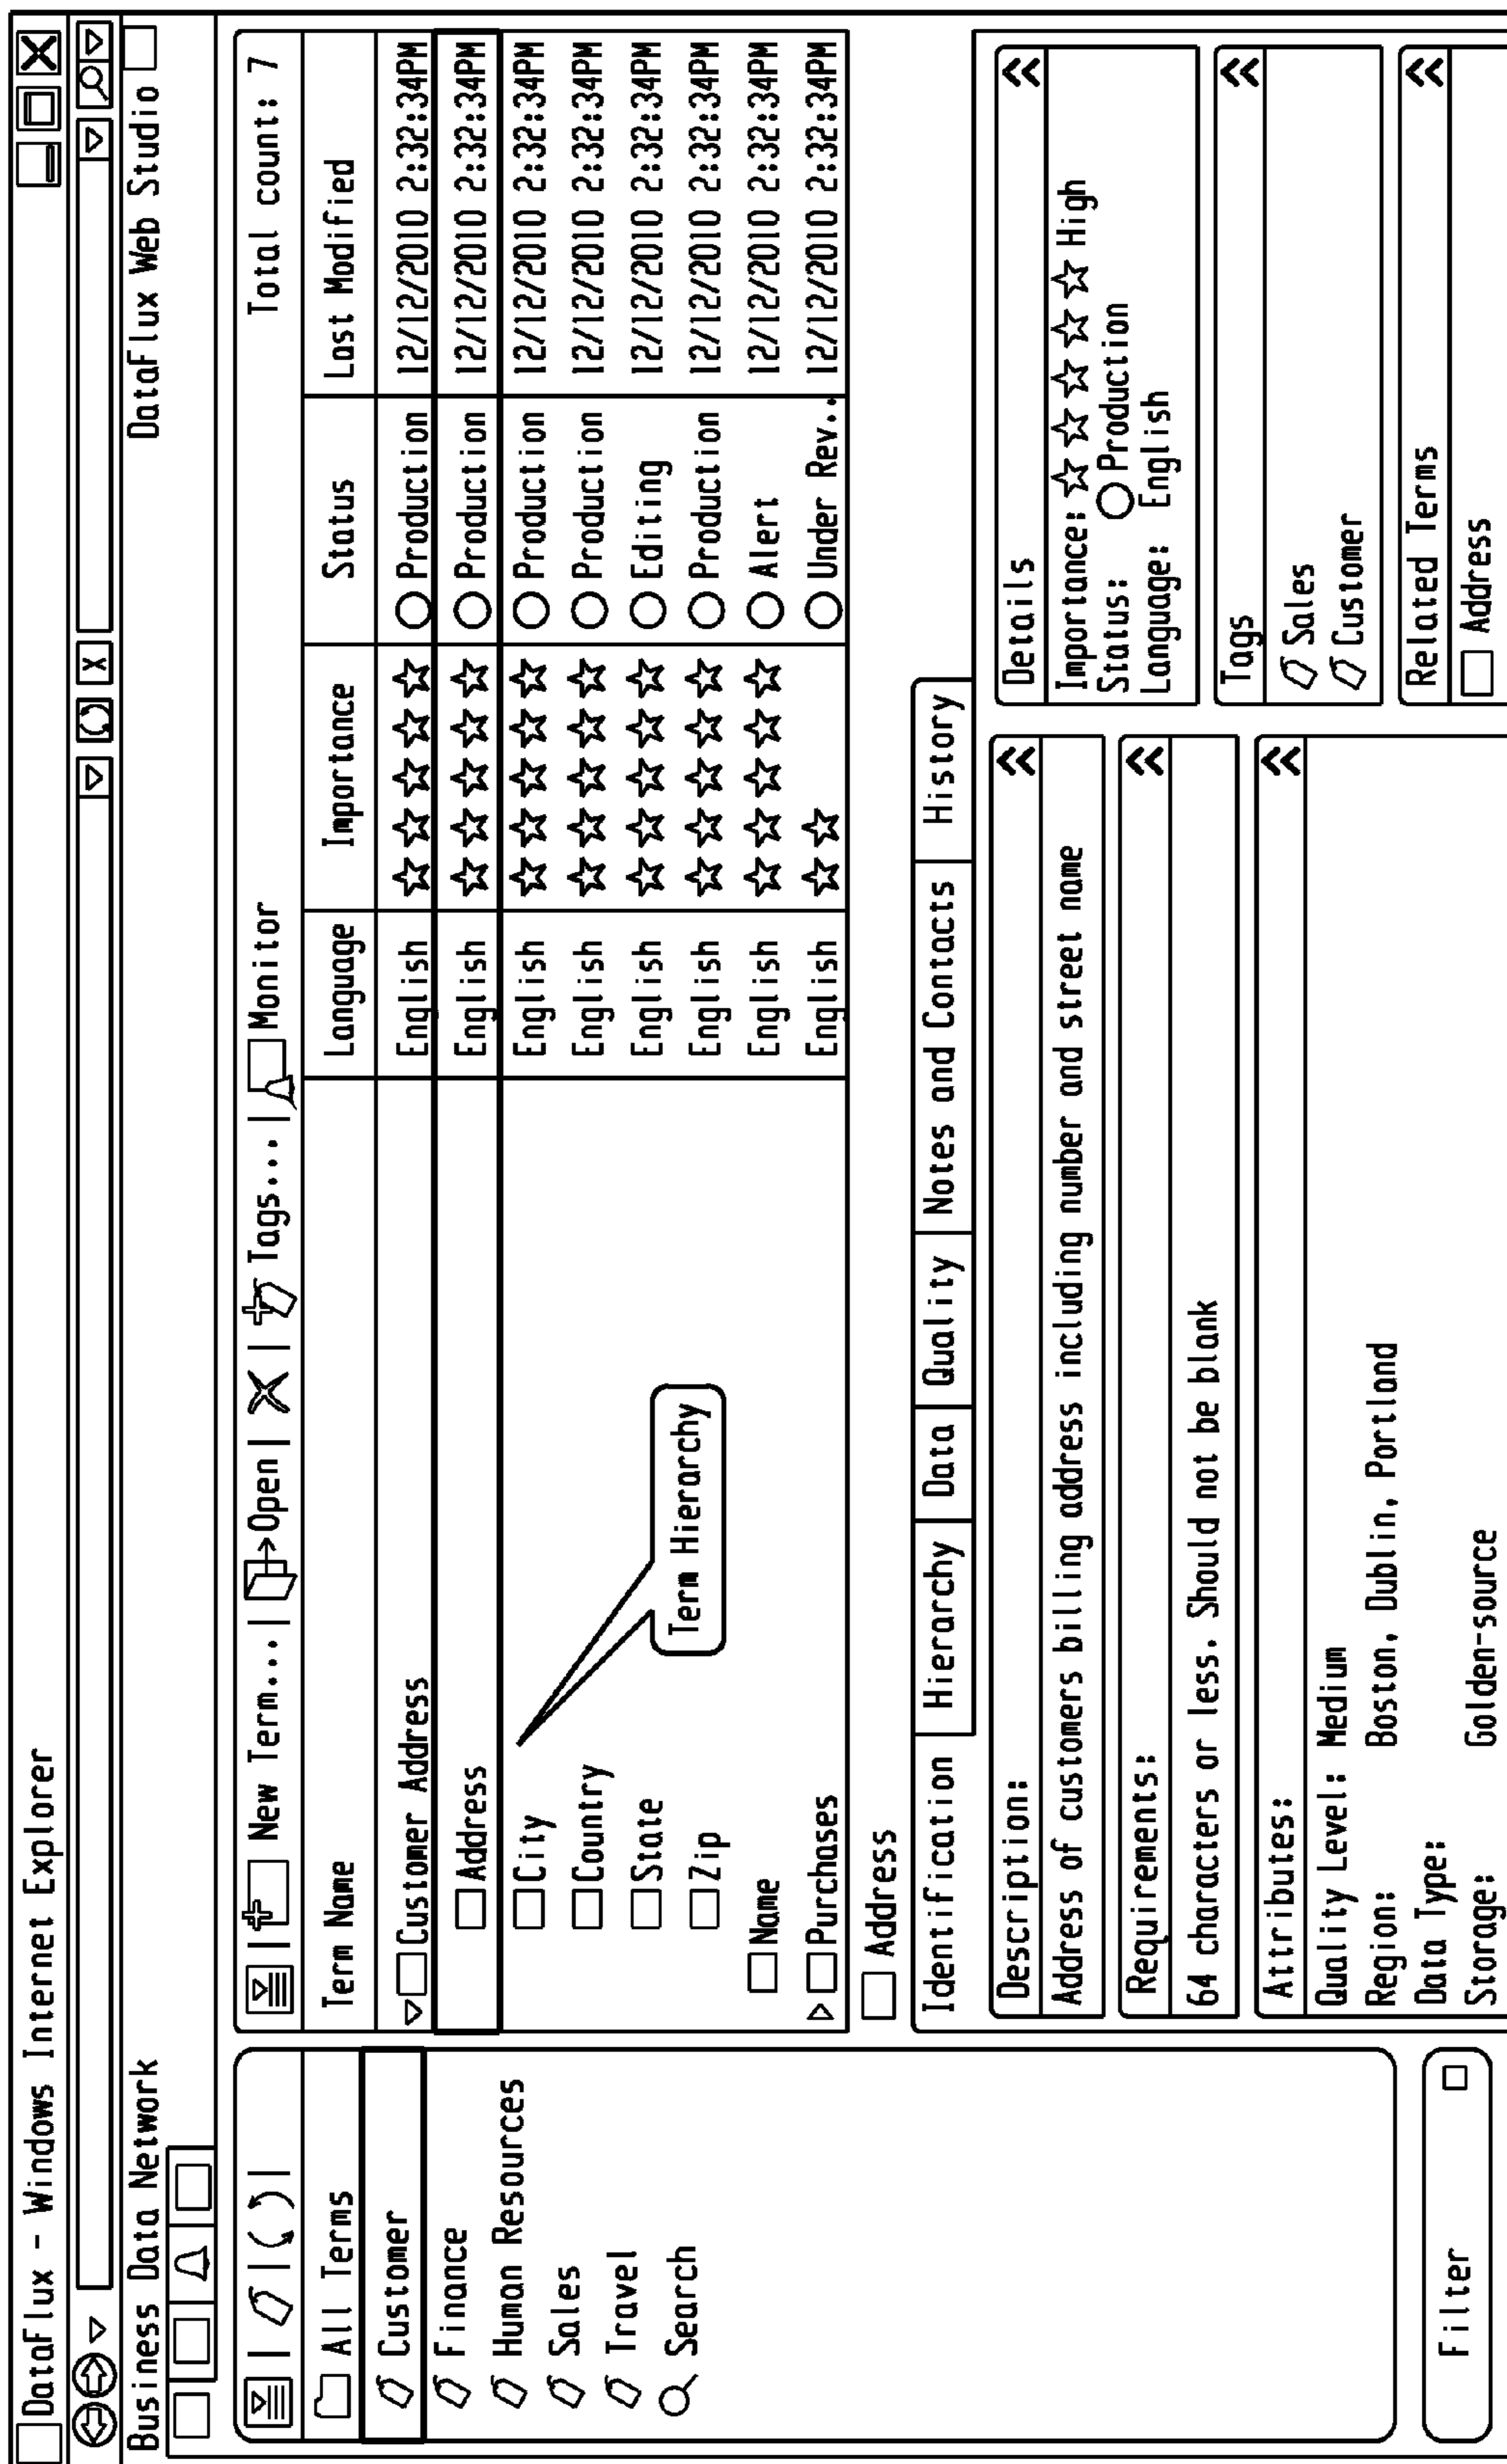 DataFlux - Windows Internet Explorer
X
Business Data Network
DataFlux Web Studio
All Terms
Customer
Finance
Human Resources
Sales
Travel
Search
Filter
New Term... | Open | | Tags... | Monitor Total count: 7
Term Name Language Importance Status Last Modified
Customer Address English Production 12/12/2010 2:32:34PM
Address English Production 12/12/2010 2:32:34PM
City English Production 12/12/2010 2:32:34PM
Country English Production 12/12/2010 2:32:34PM
State English Editing 12/12/2010 2:32:34PM
Zip English Production 12/12/2010 2:32:34PM
Name English Alert 12/12/2010 2:32:34PM
Purchases English Under Rev.. 12/12/2010 2:32:34PM
Term Hierarchy
Address
Identification Hierarchy Data Quality Notes and Contacts History
Description:
Address of customers billing address including number and street name
Requirements:
64 characters or less. Should not be blank
Attributes:
Quality Level: Medium
Region: Boston, Dublin, Portland
Data Type:
Storage: Golden-source
Details
Importance: High
Status: Production
Language: English
Tags
Sales
Customer
Related Terms
Address